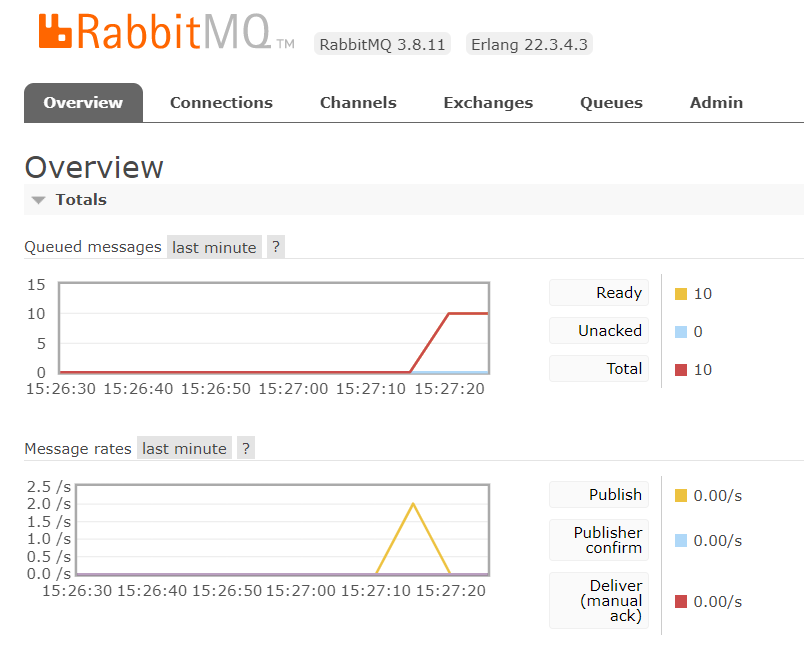 RabbitMQ TM RabbitMQ 3.8.11 Erlang 22.3.4.3
Overview Connections Channels Exchanges Queues Admin
Overview
Totals
Queued messages last minute ?
15
10
5
0
15:26:30 15:26:40 15:26:50 15:27:00 15:27:10 15:27:20
Ready 10
Unacked 0
Total 10
Message rates last minute ?
2.5 /s
2.0 /s
1.5 /s
1.0 /s
0.5 /s
0.0 /s
15:26:30 15:26:40 15:26:50 15:27:00 15:27:10 15:27:20
Publish 0.00/s
Publisher
confirm 0.00/s
Deliver
(manual
ack) 0.00/s